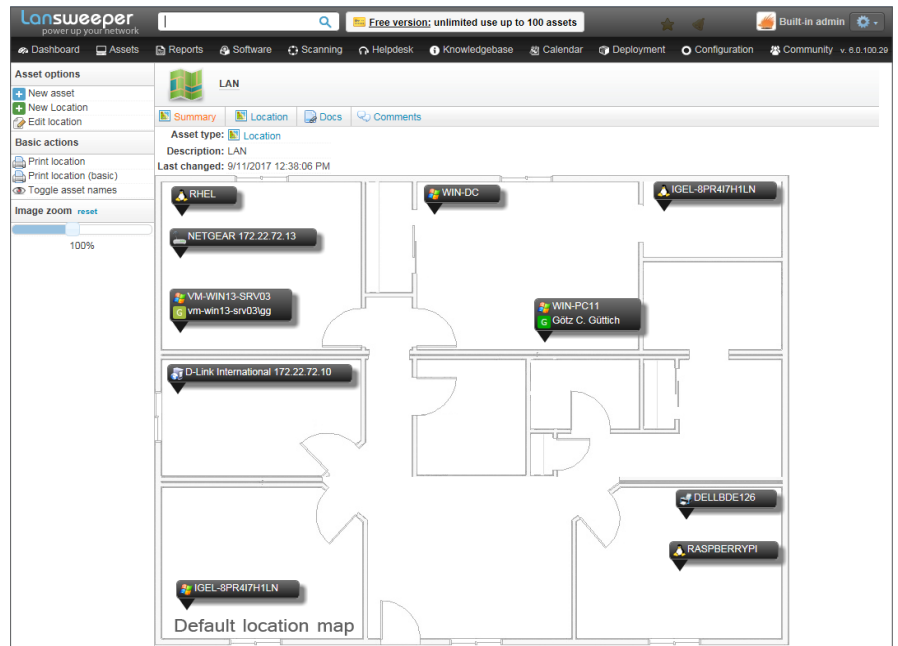 Lansweeper
power up your network
Free version: unlimited use up to 100 assets
Built-in admin
Dashboard Assets Reports Software Scanning Helpdesk Knowledgebase Calendar Deployment Configuration Community v. 6.0.100.29
Asset options
New asset
New Location
Edit location
Basic actions
Print location
Print location (basic)
Toggle asset names
Image zoom reset
100%
LAN
Summary Location Docs Comments
Asset type: Location
Description: LAN
Last changed: 9/11/2017 12:38:06 PM
RHEL
WIN-DC
IGEL-8PR4I7H1LN
NETGEAR 172.22.72.13
VM-WIN13-SRV03
G vm-win13-srv03\gg
WIN-PC11
G Götz C. Güttich
D-Link International 172.22.72.10
DELLBDE126
RASPBERRYPI
IGEL-8PR4I7H1LN
Default location map